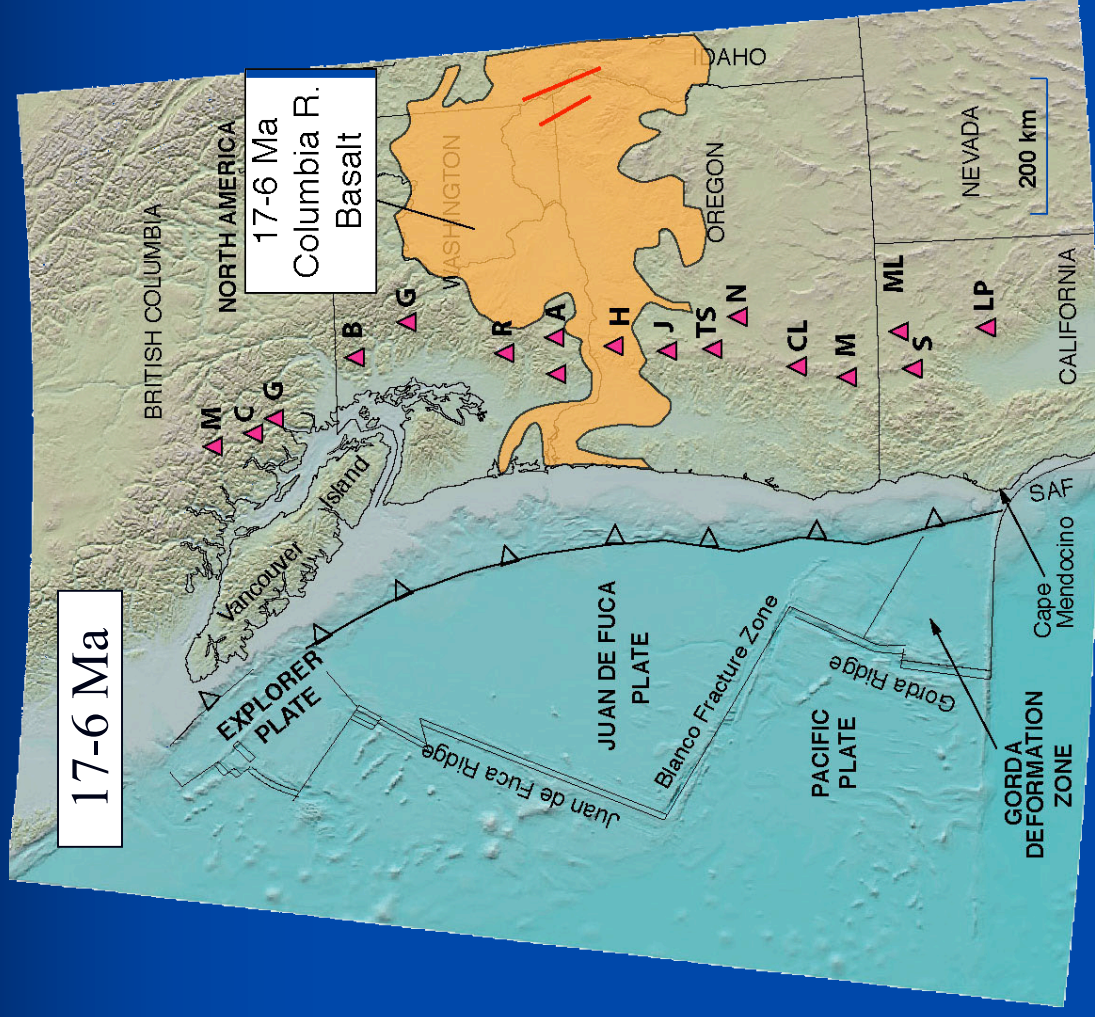 17-6 Ma
BRITISH COLUMBIA
NORTH AMERICA
17-6 Ma
Columbia R.
Basalt
WASHINGTON
IDAHO
OREGON
NEVADA
200 km
CALIFORNIA
M
C
G
B
G
R
A
H
J
TS
N
CL
M
ML
S
LP
Vancouver
Island
EXPLORER
PLATE
JUAN DE FUCA
PLATE
Juan de Fuca Ridge
Blanco Fracture Zone
PACIFIC
PLATE
Gorda Ridge
GORDA
DEFORMATION
ZONE
Cape
Mendocino
SAF